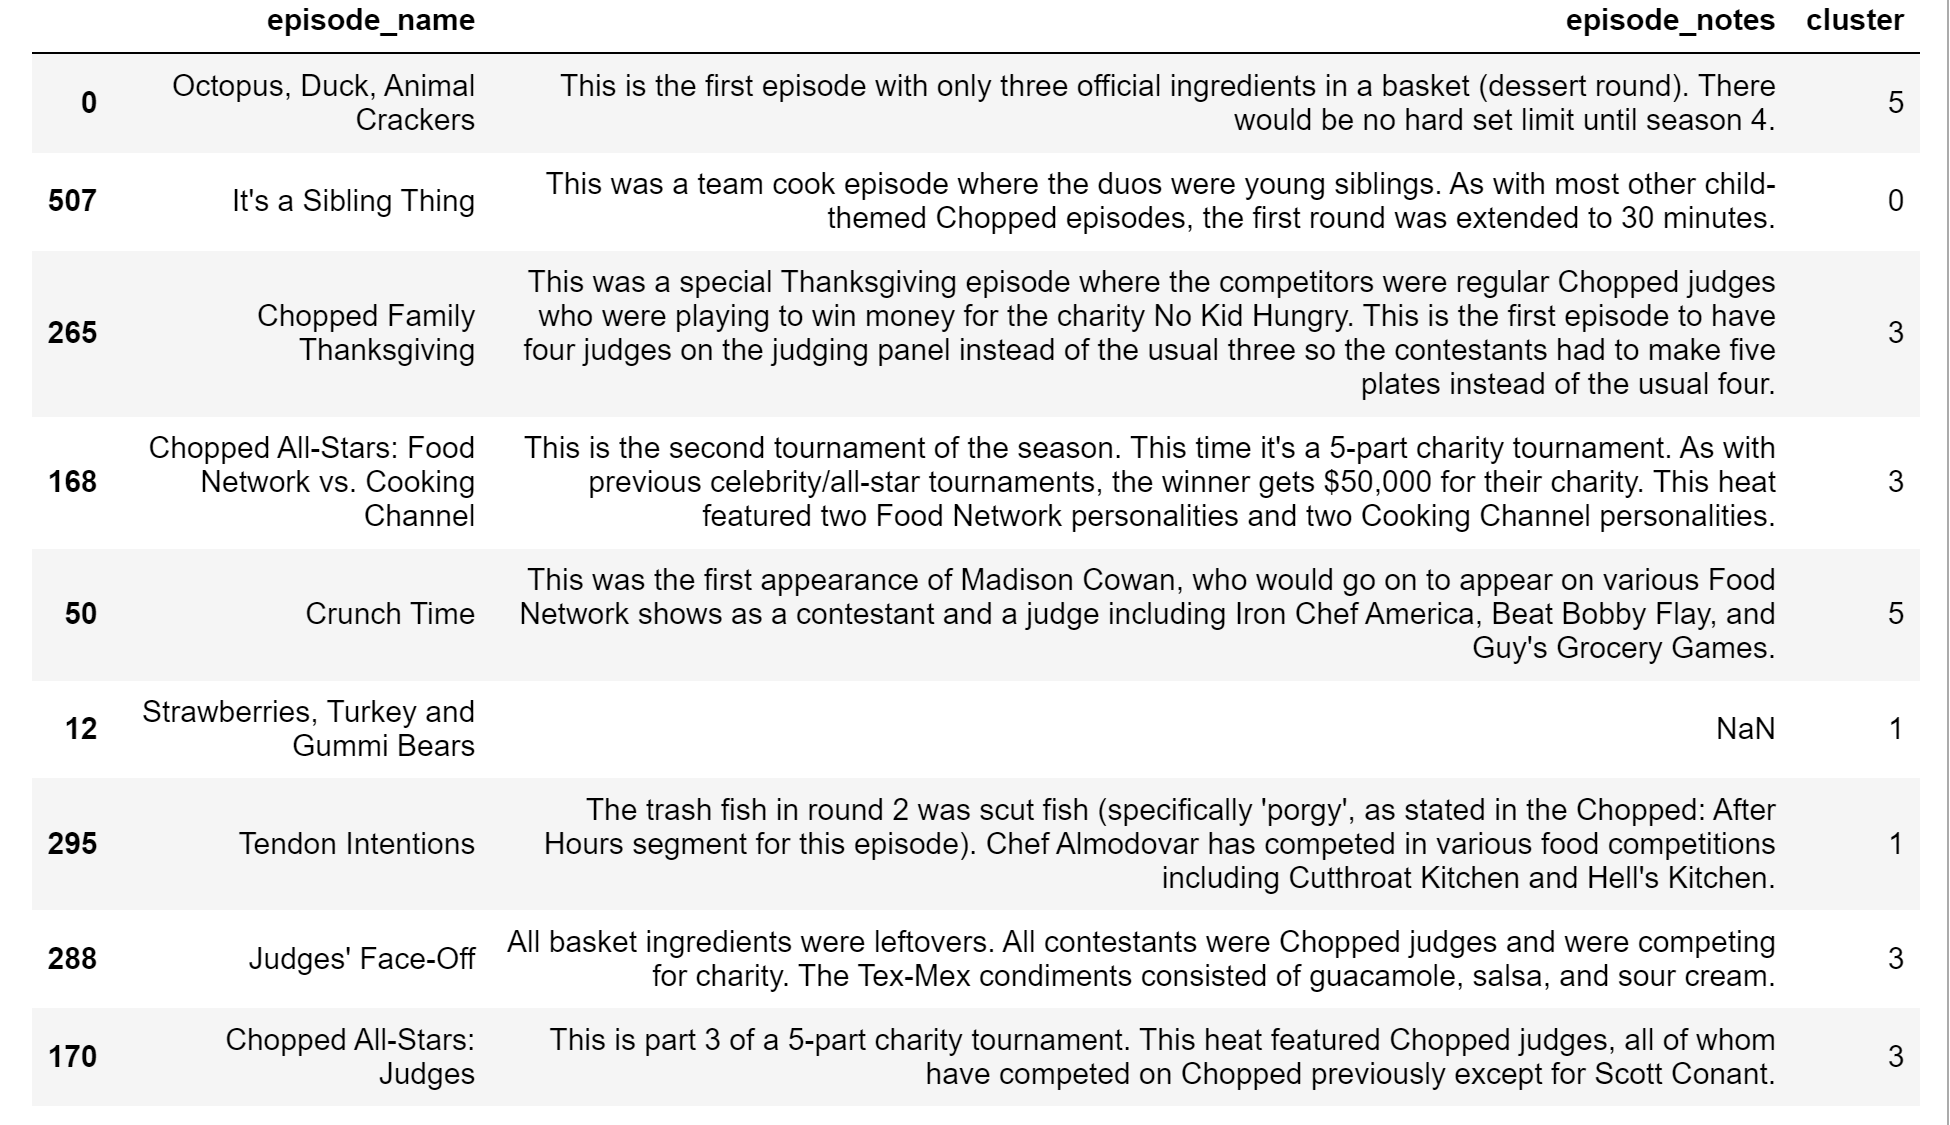 episode_name episode_notes cluster
0 Octopus, Duck, Animal Crackers This is the first episode with only three official ingredients in a basket (dessert round). There would be no hard set limit until season 4. 5
507 It's a Sibling Thing This was a team cook episode where the duos were young siblings. As with most other child-themed Chopped episodes, the first round was extended to 30 minutes. 0
265 Chopped Family Thanksgiving This was a special Thanksgiving episode where the competitors were regular Chopped judges who were playing to win money for the charity No Kid Hungry. This is the first episode to have four judges on the judging panel instead of the usual three so the contestants had to make five plates instead of the usual four. 3
168 Chopped All-Stars: Food Network vs. Cooking Channel This is the second tournament of the season. This time it's a 5-part charity tournament. As with previous celebrity/all-star tournaments, the winner gets $50,000 for their charity. This heat featured two Food Network personalities and two Cooking Channel personalities. 3
50 Crunch Time This was the first appearance of Madison Cowan, who would go on to appear on various Food Network shows as a contestant and a judge including Iron Chef America, Beat Bobby Flay, and Guy's Grocery Games. 5
12 Strawberries, Turkey and Gummi Bears NaN 1
295 Tendon Intentions The trash fish in round 2 was scut fish (specifically 'porgy', as stated in the Chopped: After Hours segment for this episode). Chef Almodovar has competed in various food competitions including Cutthroat Kitchen and Hell's Kitchen. 1
288 Judges' Face-Off All basket ingredients were leftovers. All contestants were Chopped judges and were competing for charity. The Tex-Mex condiments consisted of guacamole, salsa, and sour cream. 3
170 Chopped All-Stars: Judges This is part 3 of a 5-part charity tournament. This heat featured Chopped judges, all of whom have competed on Chopped previously except for Scott Conant. 3